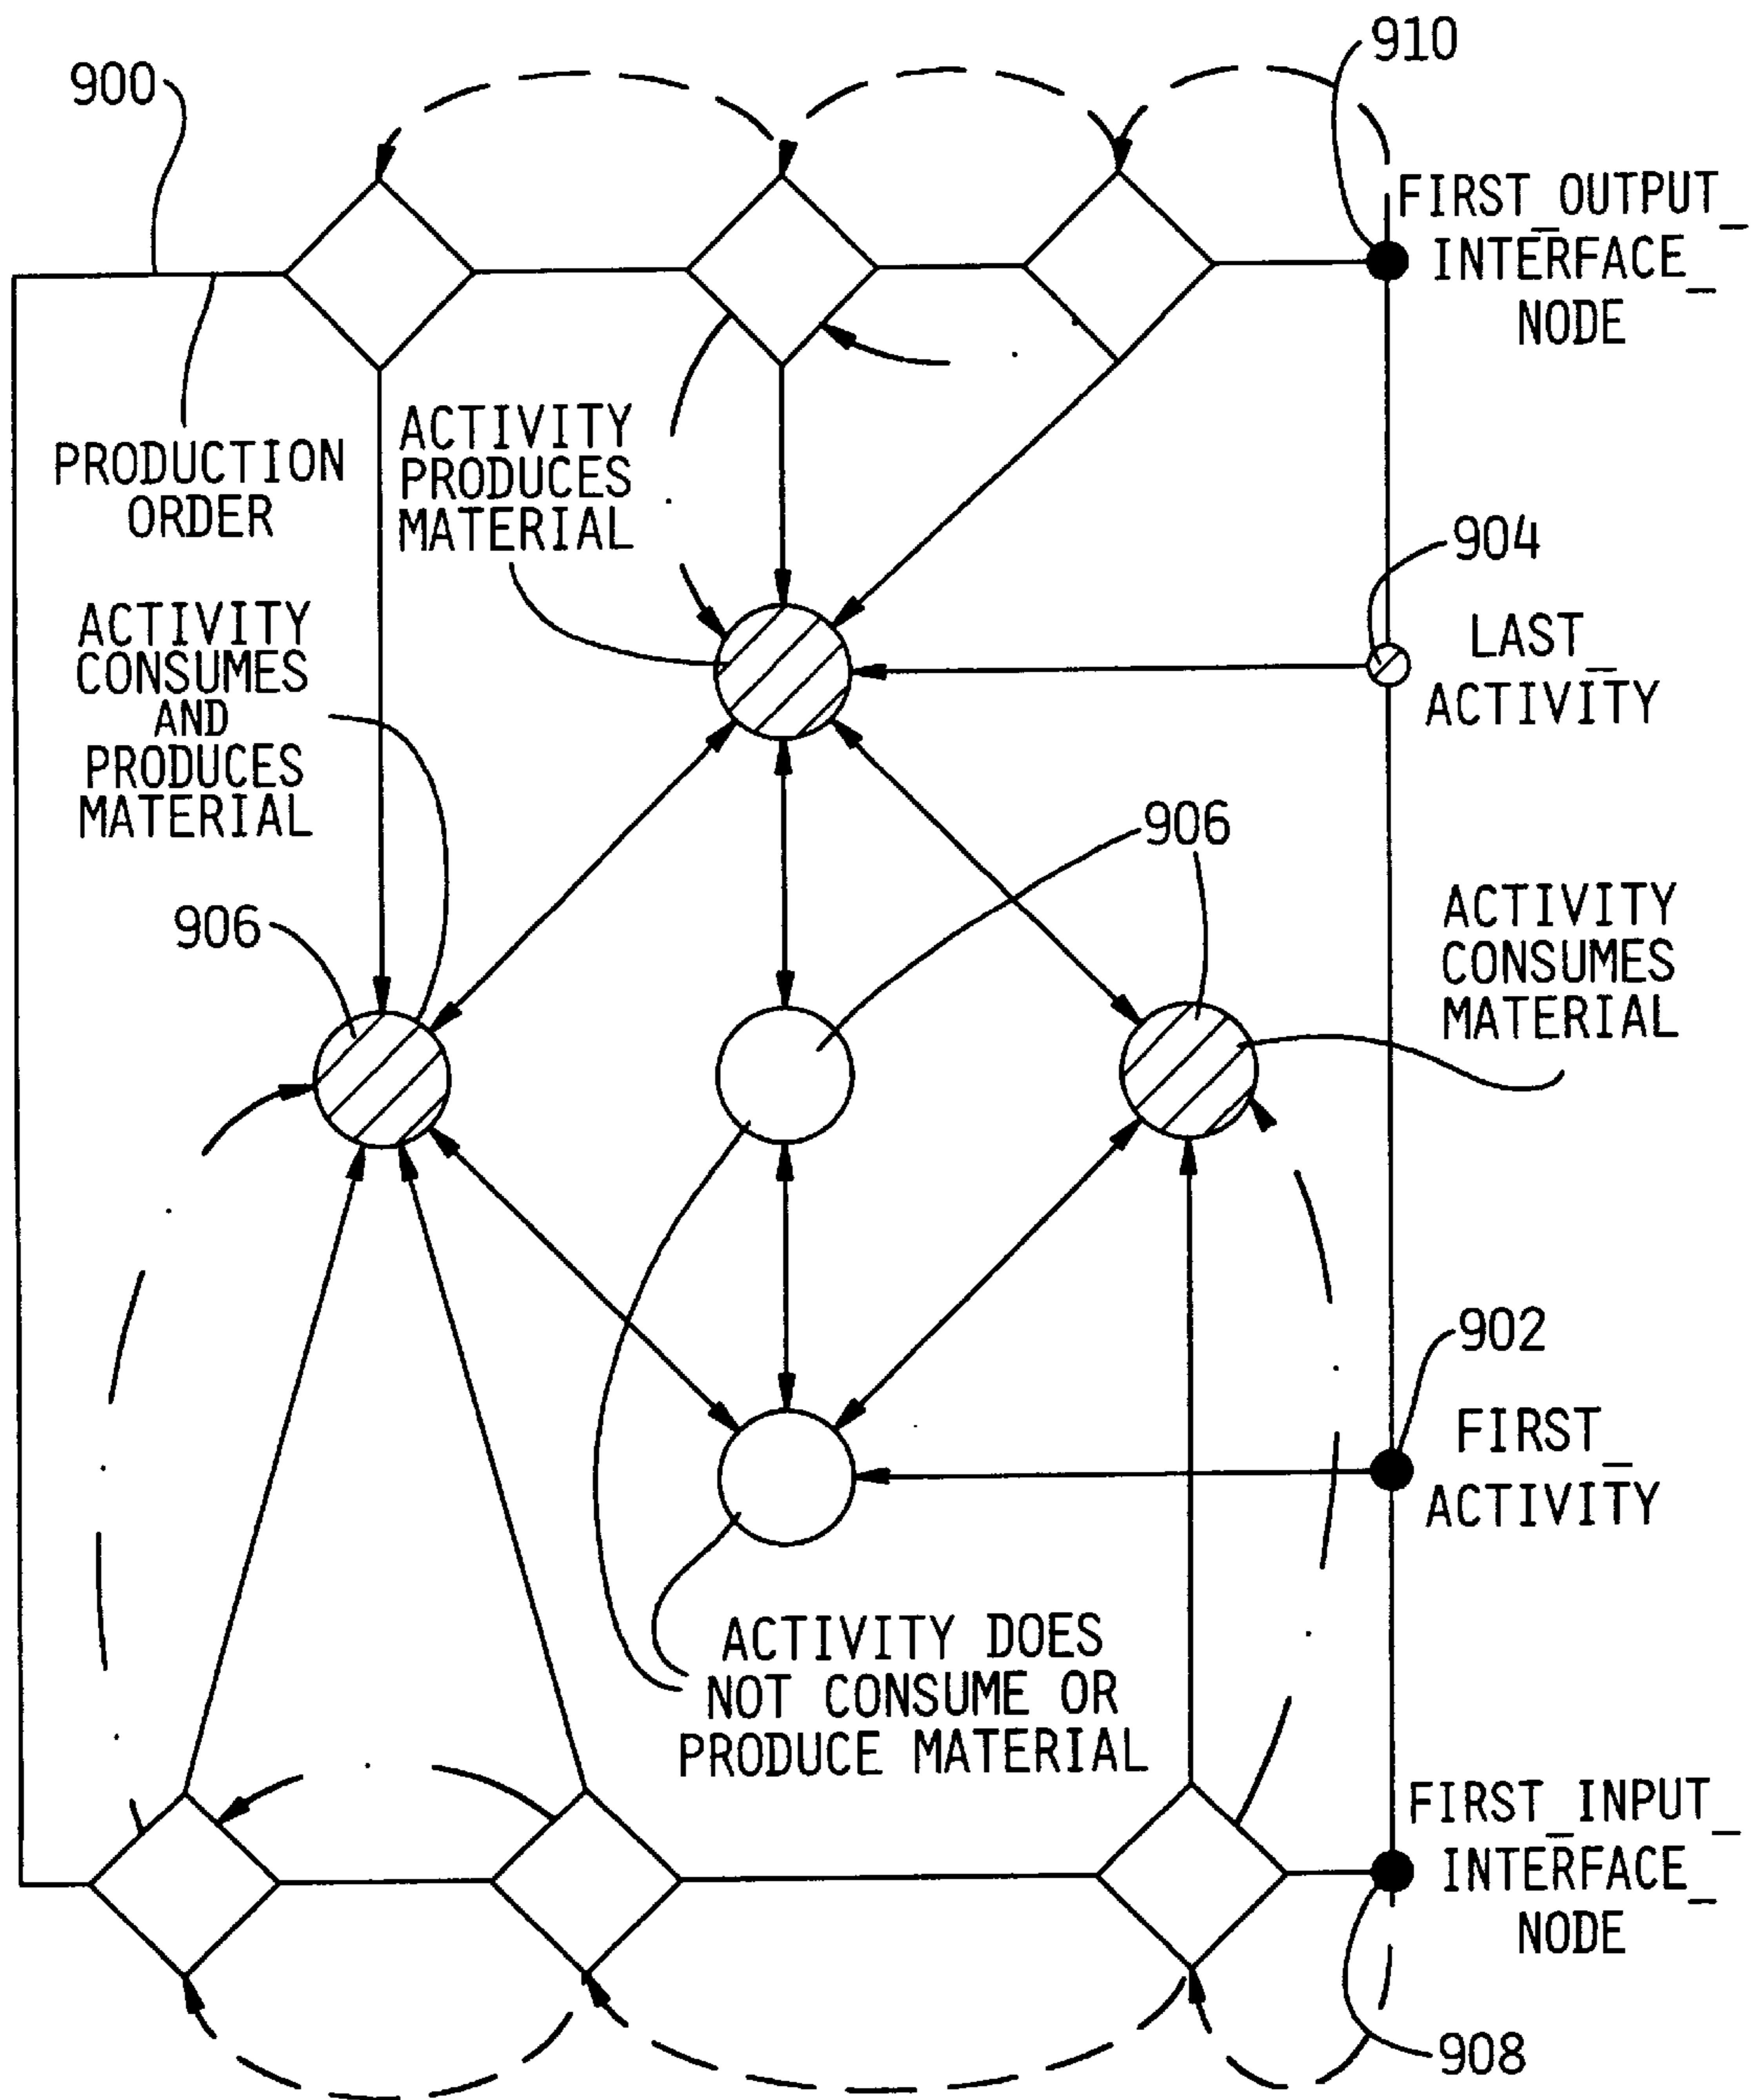 910
900
FIRST_OUTPUT_
INTERFACE_
NODE
ACTIVITY
PRODUCES
MATERIAL
PRODUCTION
ORDER
904
LAST_
ACTIVITY
ACTIVITY
CONSUMES
AND
PRODUCES
MATERIAL
906
906
ACTIVITY
CONSUMES
MATERIAL
902
FIRST_
ACTIVITY
ACTIVITY DOES
NOT CONSUME OR
PRODUCE MATERIAL
FIRST_INPUT_
INTERFACE_
NODE
908